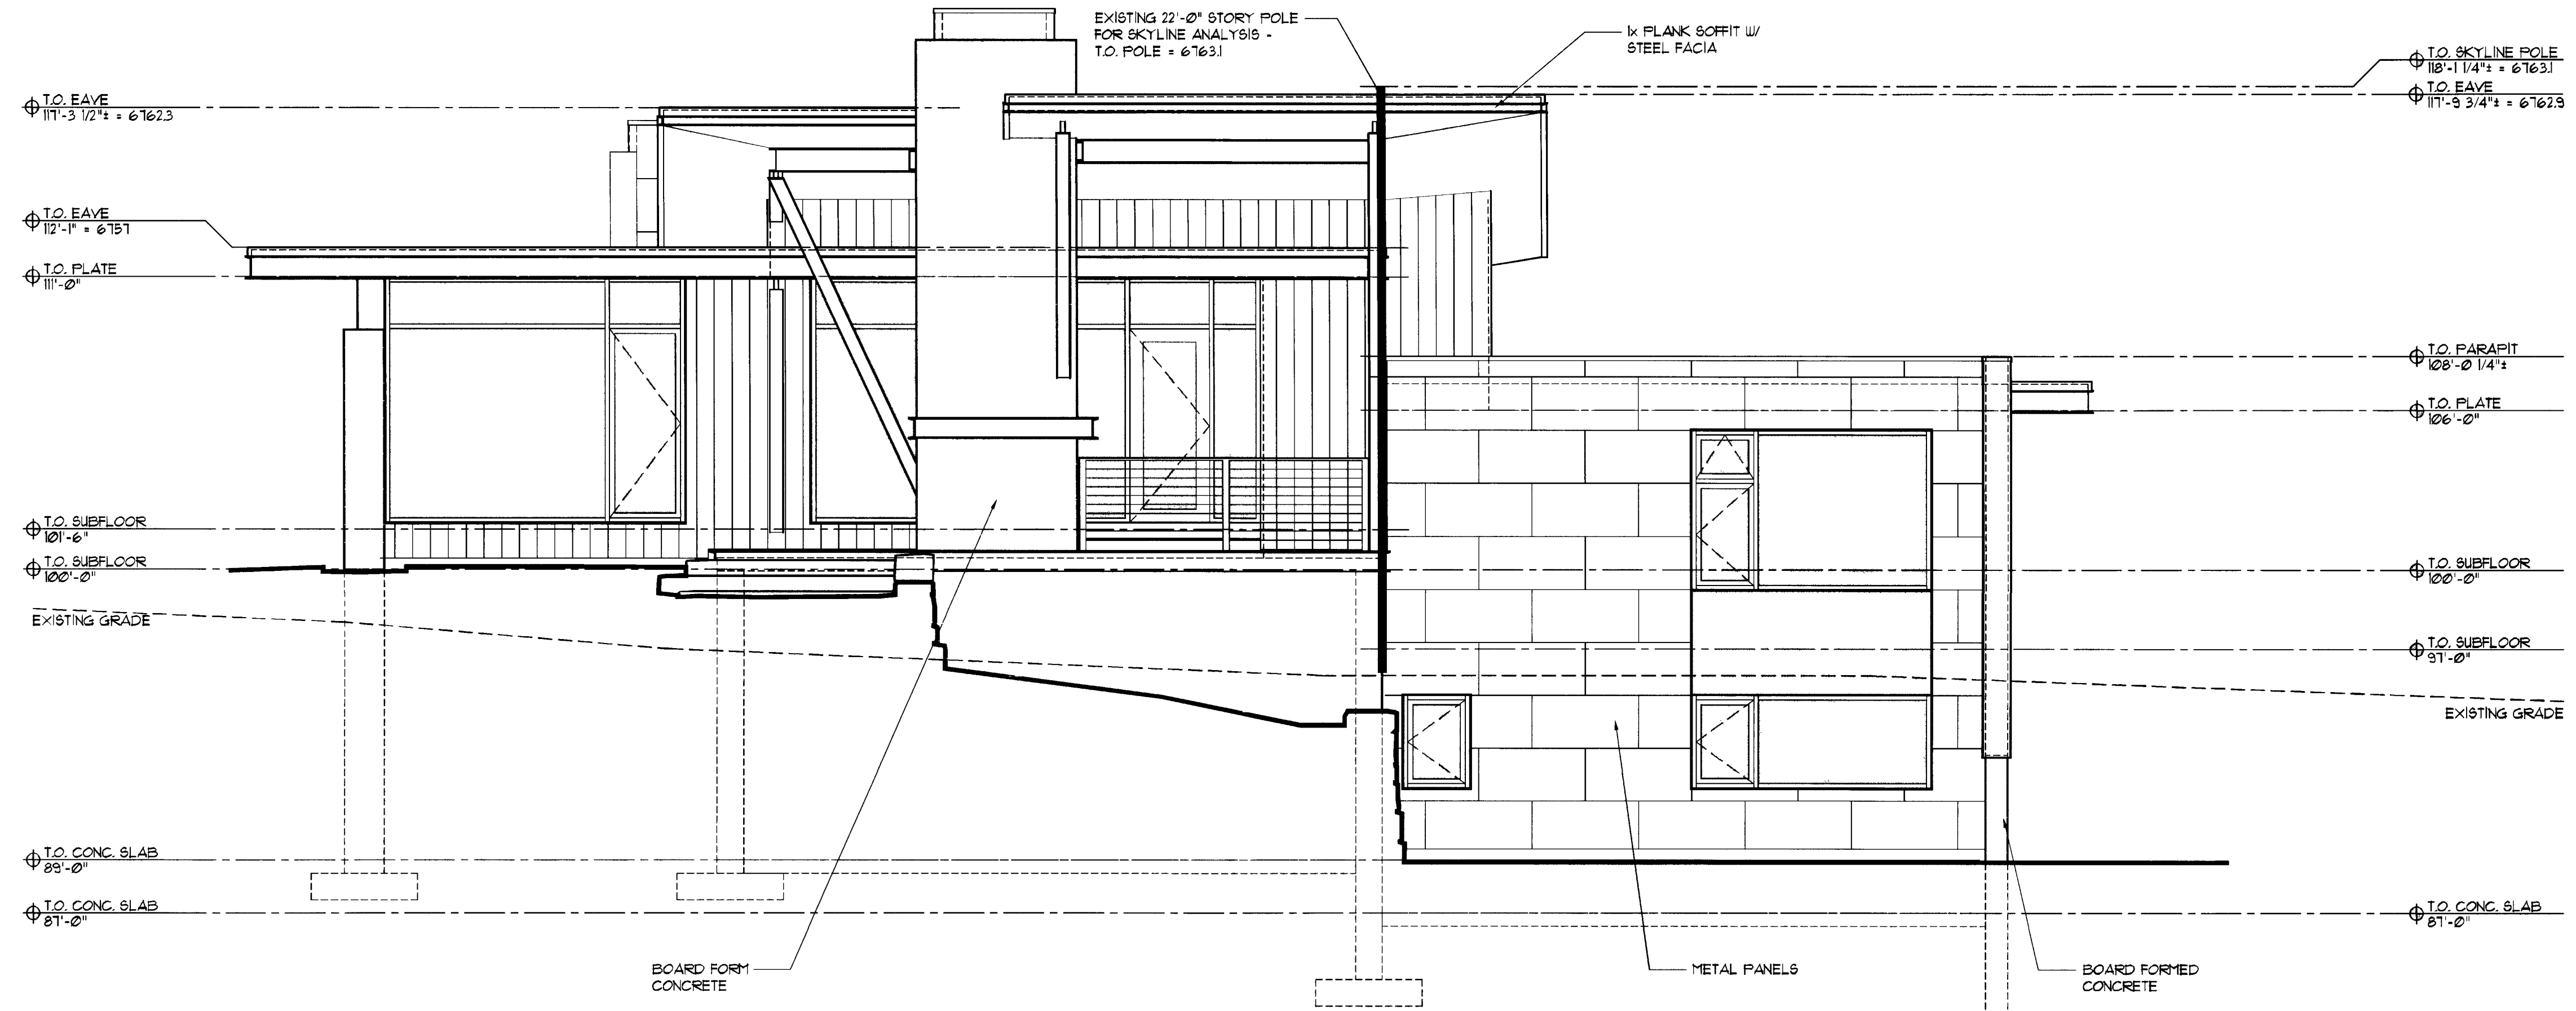 EXISTING 22'-0" STORY POLE
FOR SKYLINE ANALYSIS -
T.O. POLE = 6763.1
1x PLANK SOFFIT W/
STEEL FACIA
T.O. SKYLINE POLE
118'-1 1/4"± = 6763.1
T.O. EAVE
117'-9 3/4"± = 6762.9
T.O. EAVE
117'-3 1/2"± = 6762.3
T.O. EAVE
112'-1" = 6757
T.O. PLATE
111'-0"
T.O. PARAPIT
108'-0 1/4"±
T.O. PLATE
106'-0"
T.O. SUBFLOOR
101'-6"
T.O. SUBFLOOR
100'-0"
T.O. SUBFLOOR
100'-0"
EXISTING GRADE
T.O. SUBFLOOR
97'-0"
EXISTING GRADE
T.O. CONC. SLAB
89'-0"
T.O. CONC. SLAB
87'-0"
T.O. CONC. SLAB
87'-0"
BOARD FORM
CONCRETE
METAL PANELS
BOARD FORMED
CONCRETE